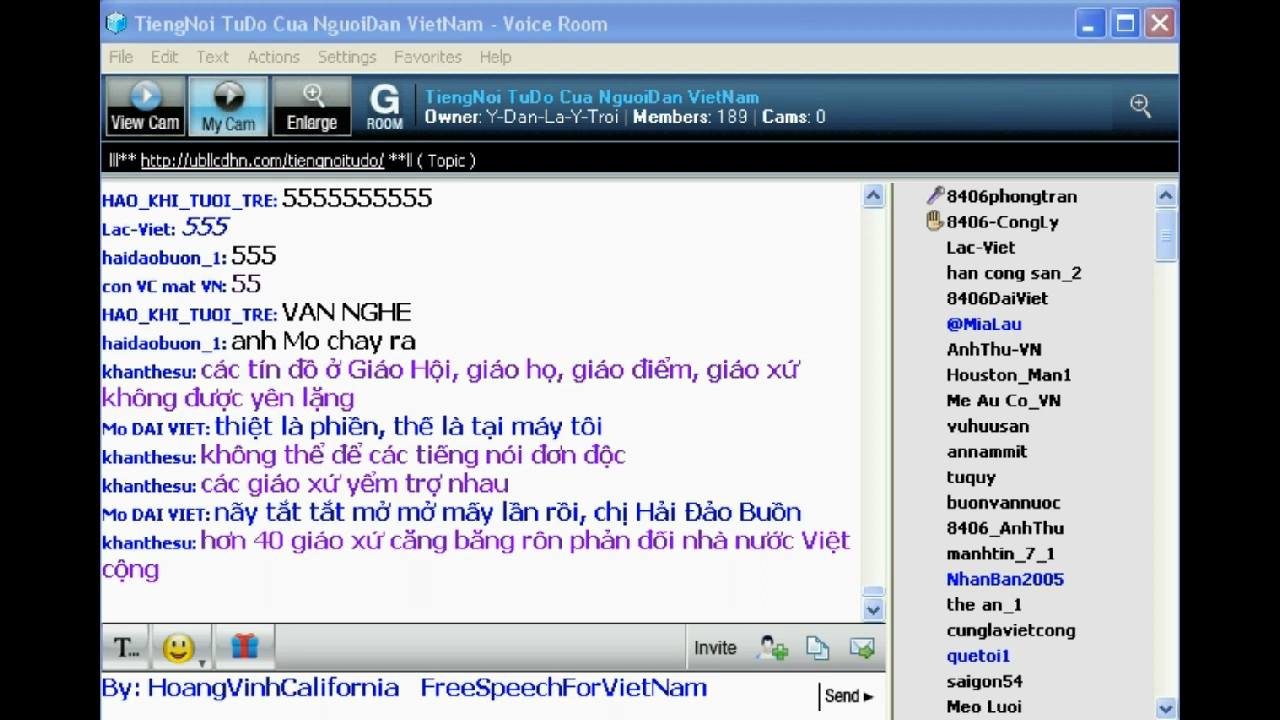 TiengNoi TuDo Cua NguoiDan VietNam - Voice Room
File Edit Text Actions Settings Favorites Help
View Cam My Cam Enlarge G ROOM
TiengNoi TuDo Cua NguoiDan VietNam
Owner: Y-Dan-La-Y-Troi | Members: 189 | Cams: 0
lll** http://ubllcdhn.com/tiengnoitudo/ **ll ( Topic )
HAO_KHI_TUOI_TRE: 5555555555
Lac-Viet: 555
haidaobuon_1: 555
con VC mat VN: 55
HAO_KHI_TUOI_TRE: VAN NGHE
haidaobuon_1: anh Mo chay ra
khanthesu: các tín đồ ở Giáo Hội, giáo họ, giáo điểm, giáo xứ
không được yên lặng
Mo DAI VIET: thiệt là phiền, thế là tại máy tôi
khanthesu: không thể để các tiếng nói đơn độc
khanthesu: các giáo xứ yểm trợ nhau
Mo DAI VIET: nãy tắt tắt mở mở mấy lần rồi, chị Hải Đảo Buồn
khanthesu: hơn 40 giáo xứ căng băng rôn phản đối nhà nước Việt
cộng
8406phongtran
8406-CongLy
Lac-Viet
han cong san_2
8406DaiViet
@MiaLau
AnhThu-VN
Houston_Man1
Me Au Co_VN
vuhuusan
annammit
tuquy
buonvannuoc
8406_AnhThu
manhtin_7_1
NhanBan2005
the an_1
cunglavietcong
quetoi1
saigon54
Meo Luoi
T... Invite
By: HoangVinhCalifornia FreeSpeechForVietNam
Send